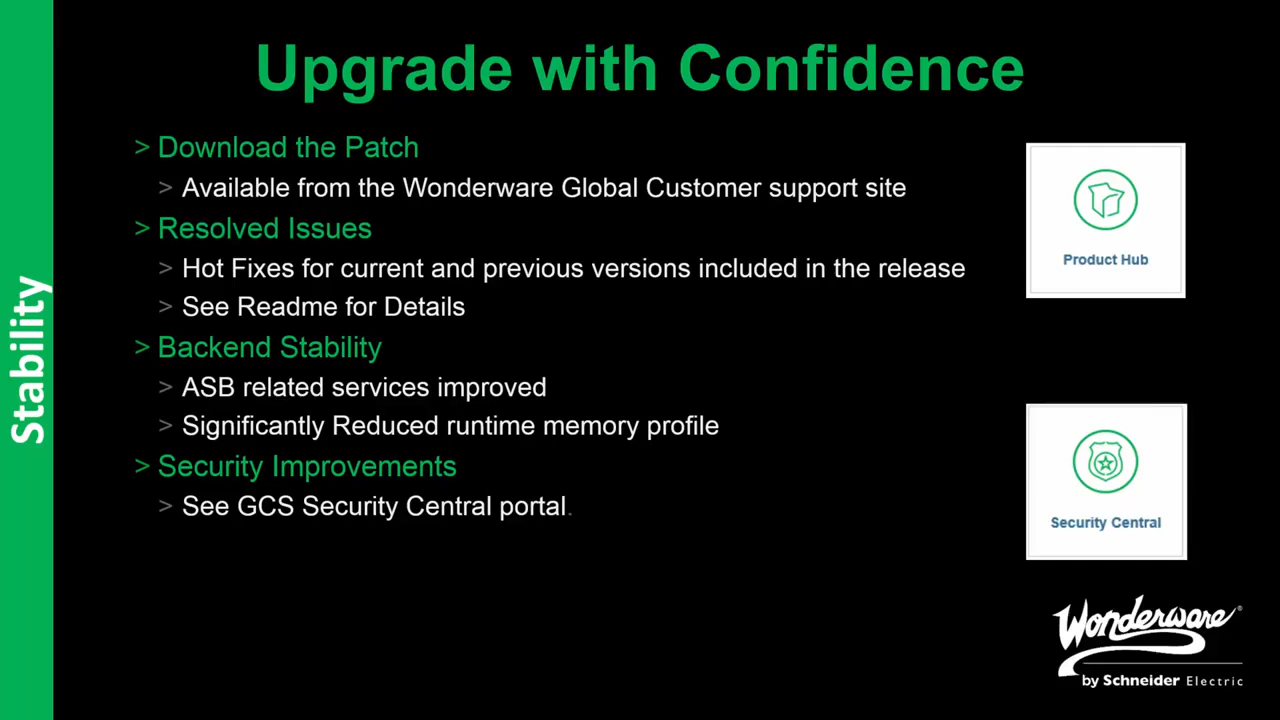 Upgrade with Confidence
> Download the Patch
> Available from the Wonderware Global Customer support site
> Resolved Issues
> Hot Fixes for current and previous versions included in the release
> See Readme for Details
> Backend Stability
> ASB related services improved
> Significantly Reduced runtime memory profile
> Security Improvements
> See GCS Security Central portal.
Stability
Product Hub
Security Central
Wonderware®
by Schneider Electric